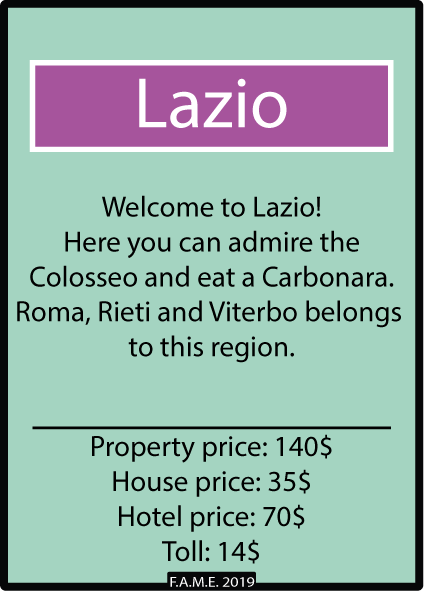 Lazio
Welcome to Lazio!
Here you can admire the
Colosseo and eat a Carbonara.
Roma, Rieti and Viterbo belongs
to this region.
Property price: 140$
House price: 35$
Hotel price: 70$
Toll: 14$
F.A.M.E. 2019